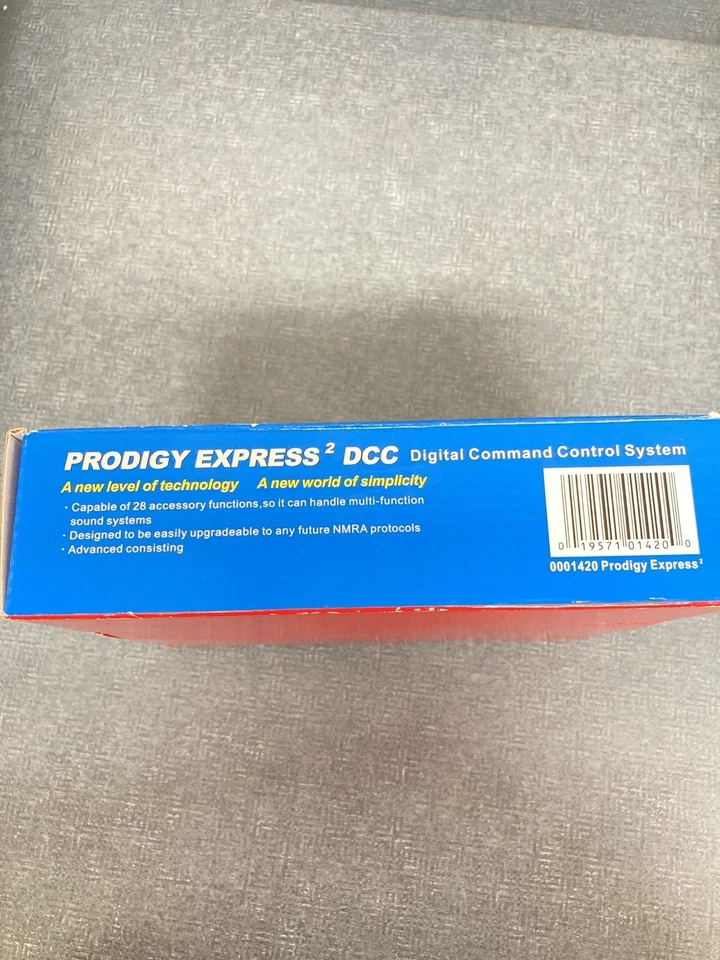 PRODIGY EXPRESS² DCC Digital Command Control System
A new level of technology A new world of simplicity
· Capable of 28 accessory functions,so it can handle multi-function
sound systems
· Designed to be easily upgradeable to any future NMRA protocols
· Advanced consisting
0 19571 01420 0
0001420 Prodigy Express²